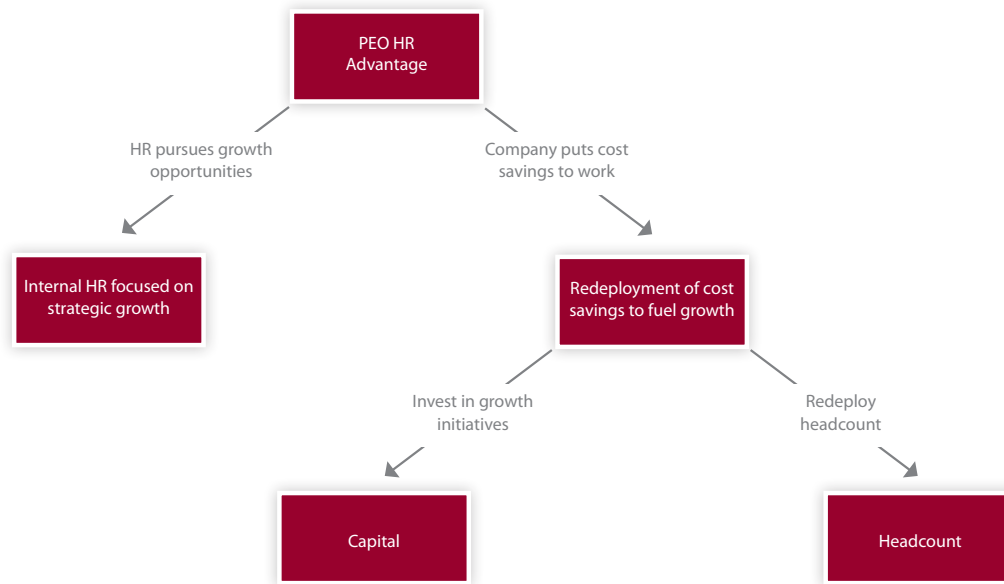 PEO HR
Advantage
HR pursues growth
opportunities
Company puts cost
savings to work
Internal HR focused on
strategic growth
Redeployment of cost
savings to fuel growth
Invest in growth
initiatives
Redeploy
headcount
Capital
Headcount